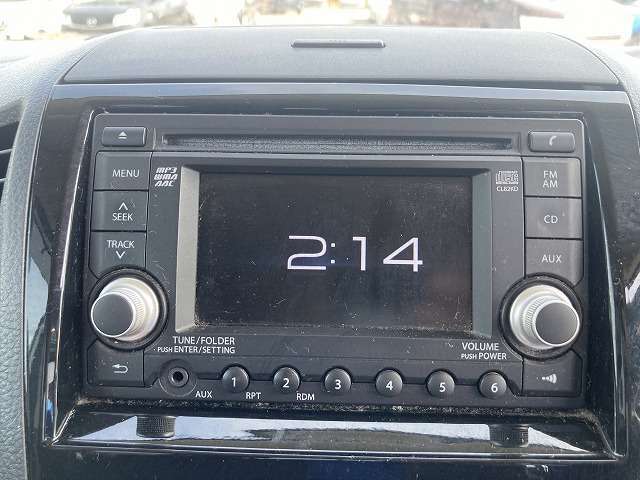 MENU
MP3
WMA
AAC
CL82KD
FM
AM
SEEK
CD
2:14
TRACK
AUX
TUNE/FOLDER
PUSH ENTER/SETTING
VOLUME
PUSH POWER
1 2 3 4 5 6
AUX RPT RDM